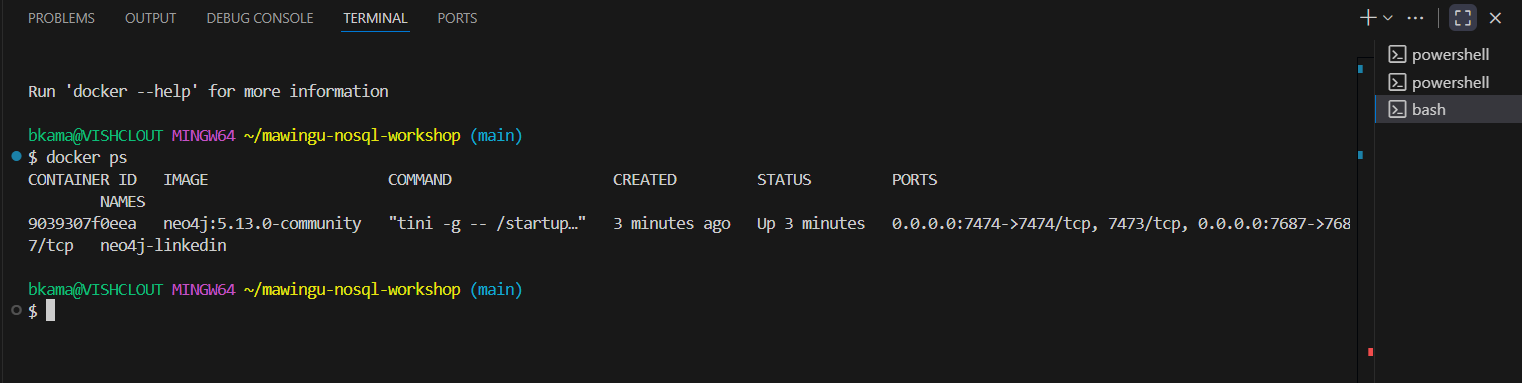 PROBLEMS OUTPUT DEBUG CONSOLE TERMINAL PORTS
powershell
powershell
bash
Run 'docker --help' for more information
bkama@VISHCLOUT MINGW64 ~/mawingu-nosql-workshop (main)
$ docker ps
CONTAINER ID IMAGE COMMAND CREATED STATUS PORTS
NAMES
9039307f0eea neo4j:5.13.0-community "tini -g -- /startup…" 3 minutes ago Up 3 minutes 0.0.0.0:7474->7474/tcp, 7473/tcp, 0.0.0.0:7687->768
7/tcp neo4j-linkedin
bkama@VISHCLOUT MINGW64 ~/mawingu-nosql-workshop (main)
$